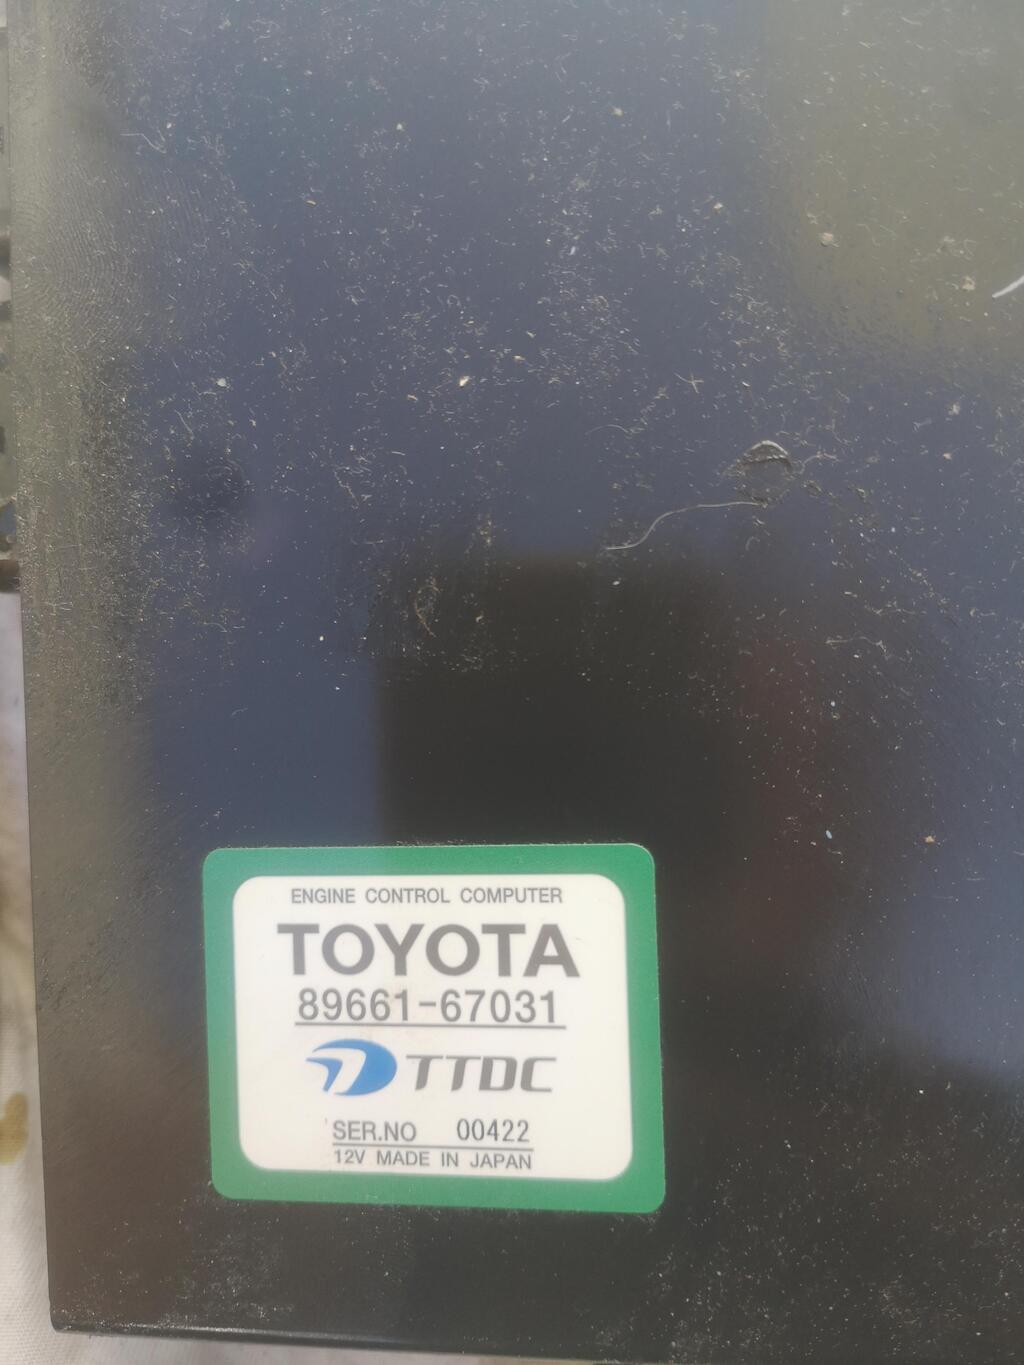 ENGINE CONTROL COMPUTER
TOYOTA
89661-67031
TTDC
SER.NO 00422
12V MADE IN JAPAN